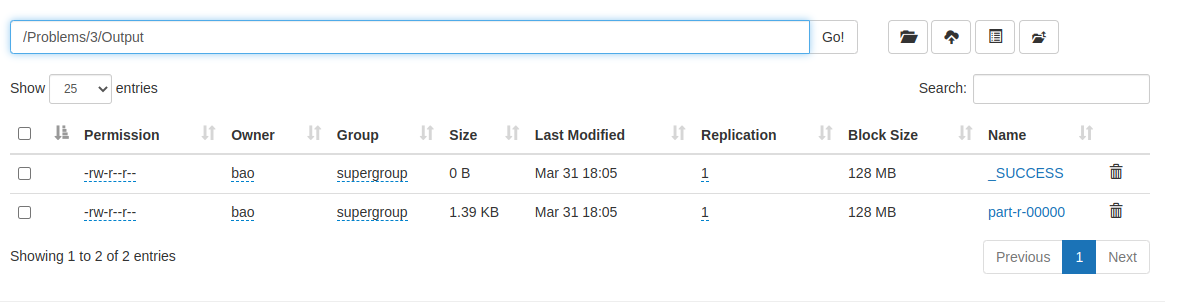 /Problems/3/Output Go!
Show 25 entries Search:
Permission Owner Group Size Last Modified Replication Block Size Name
-rw-r--r-- bao supergroup 0 B Mar 31 18:05 1 128 MB _SUCCESS
-rw-r--r-- bao supergroup 1.39 KB Mar 31 18:05 1 128 MB part-r-00000
Showing 1 to 2 of 2 entries Previous 1 Next